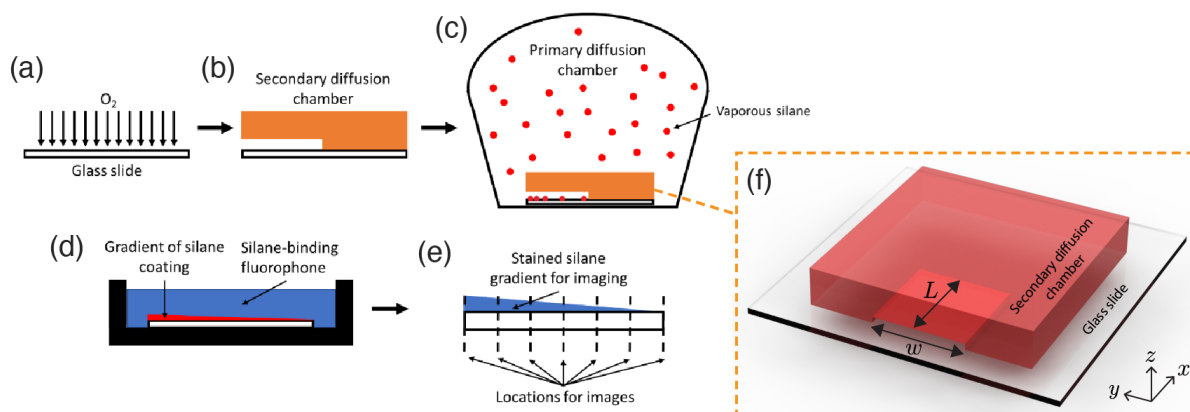 (a)
O2
Glass slide
(b)
Secondary diffusion
chamber
(c)
Primary diffusion
chamber
Vaporous silane
(d)
Gradient of silane
coating
Silane-binding
fluorophone
(e)
Stained silane
gradient for imaging
Locations for images
(f)
L
w
Secondary diffusion
chamber
Glass slide
z
x
y